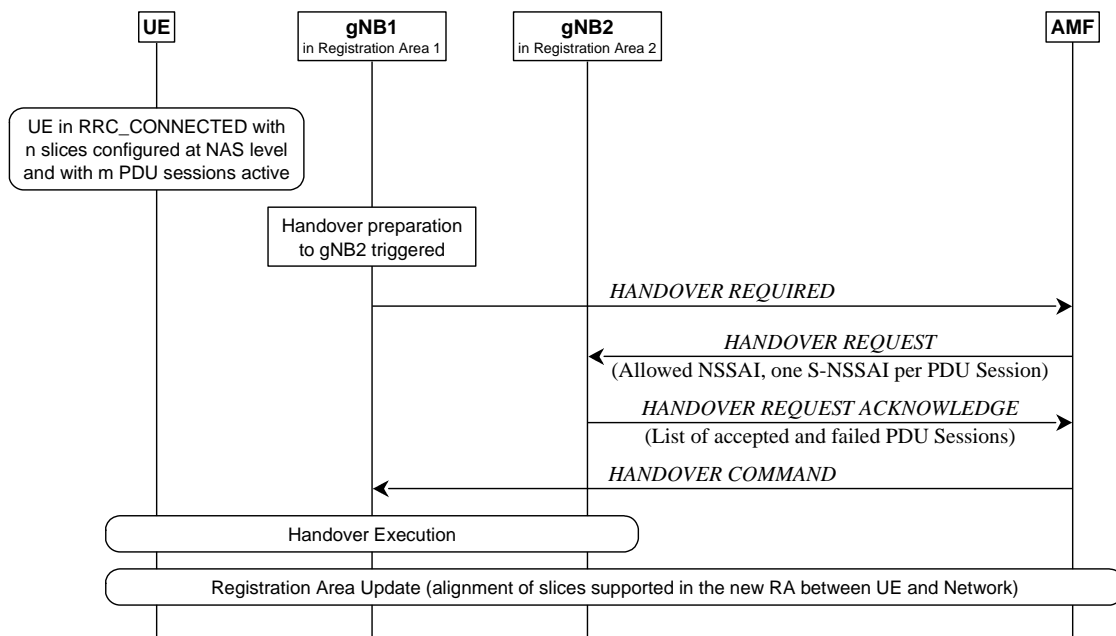 UE
gNB1
in Registration Area 1
gNB2
in Registration Area 2
AMF
UE in RRC_CONNECTED with
n slices configured at NAS level
and with m PDU sessions active
Handover preparation
to gNB2 triggered
HANDOVER REQUIRED
HANDOVER REQUEST
(Allowed NSSAI, one S-NSSAI per PDU Session)
HANDOVER REQUEST ACKNOWLEDGE
(List of accepted and failed PDU Sessions)
HANDOVER COMMAND
Handover Execution
Registration Area Update (alignment of slices supported in the new RA between UE and Network)